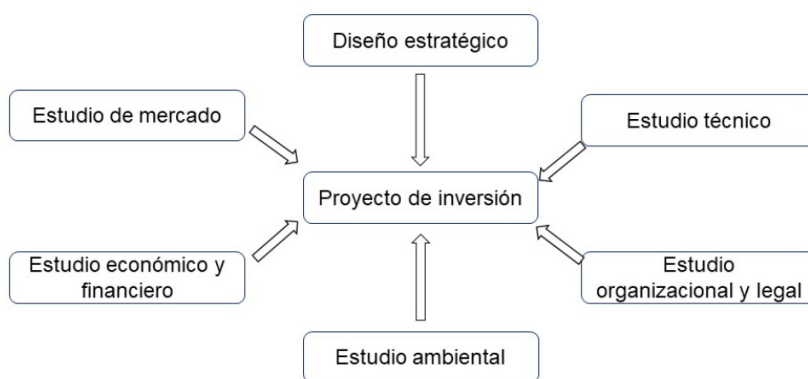 Diseño estratégico
Estudio de mercado
Estudio técnico
Proyecto de inversión
Estudio económico y
financiero
Estudio
organizacional y legal
Estudio ambiental